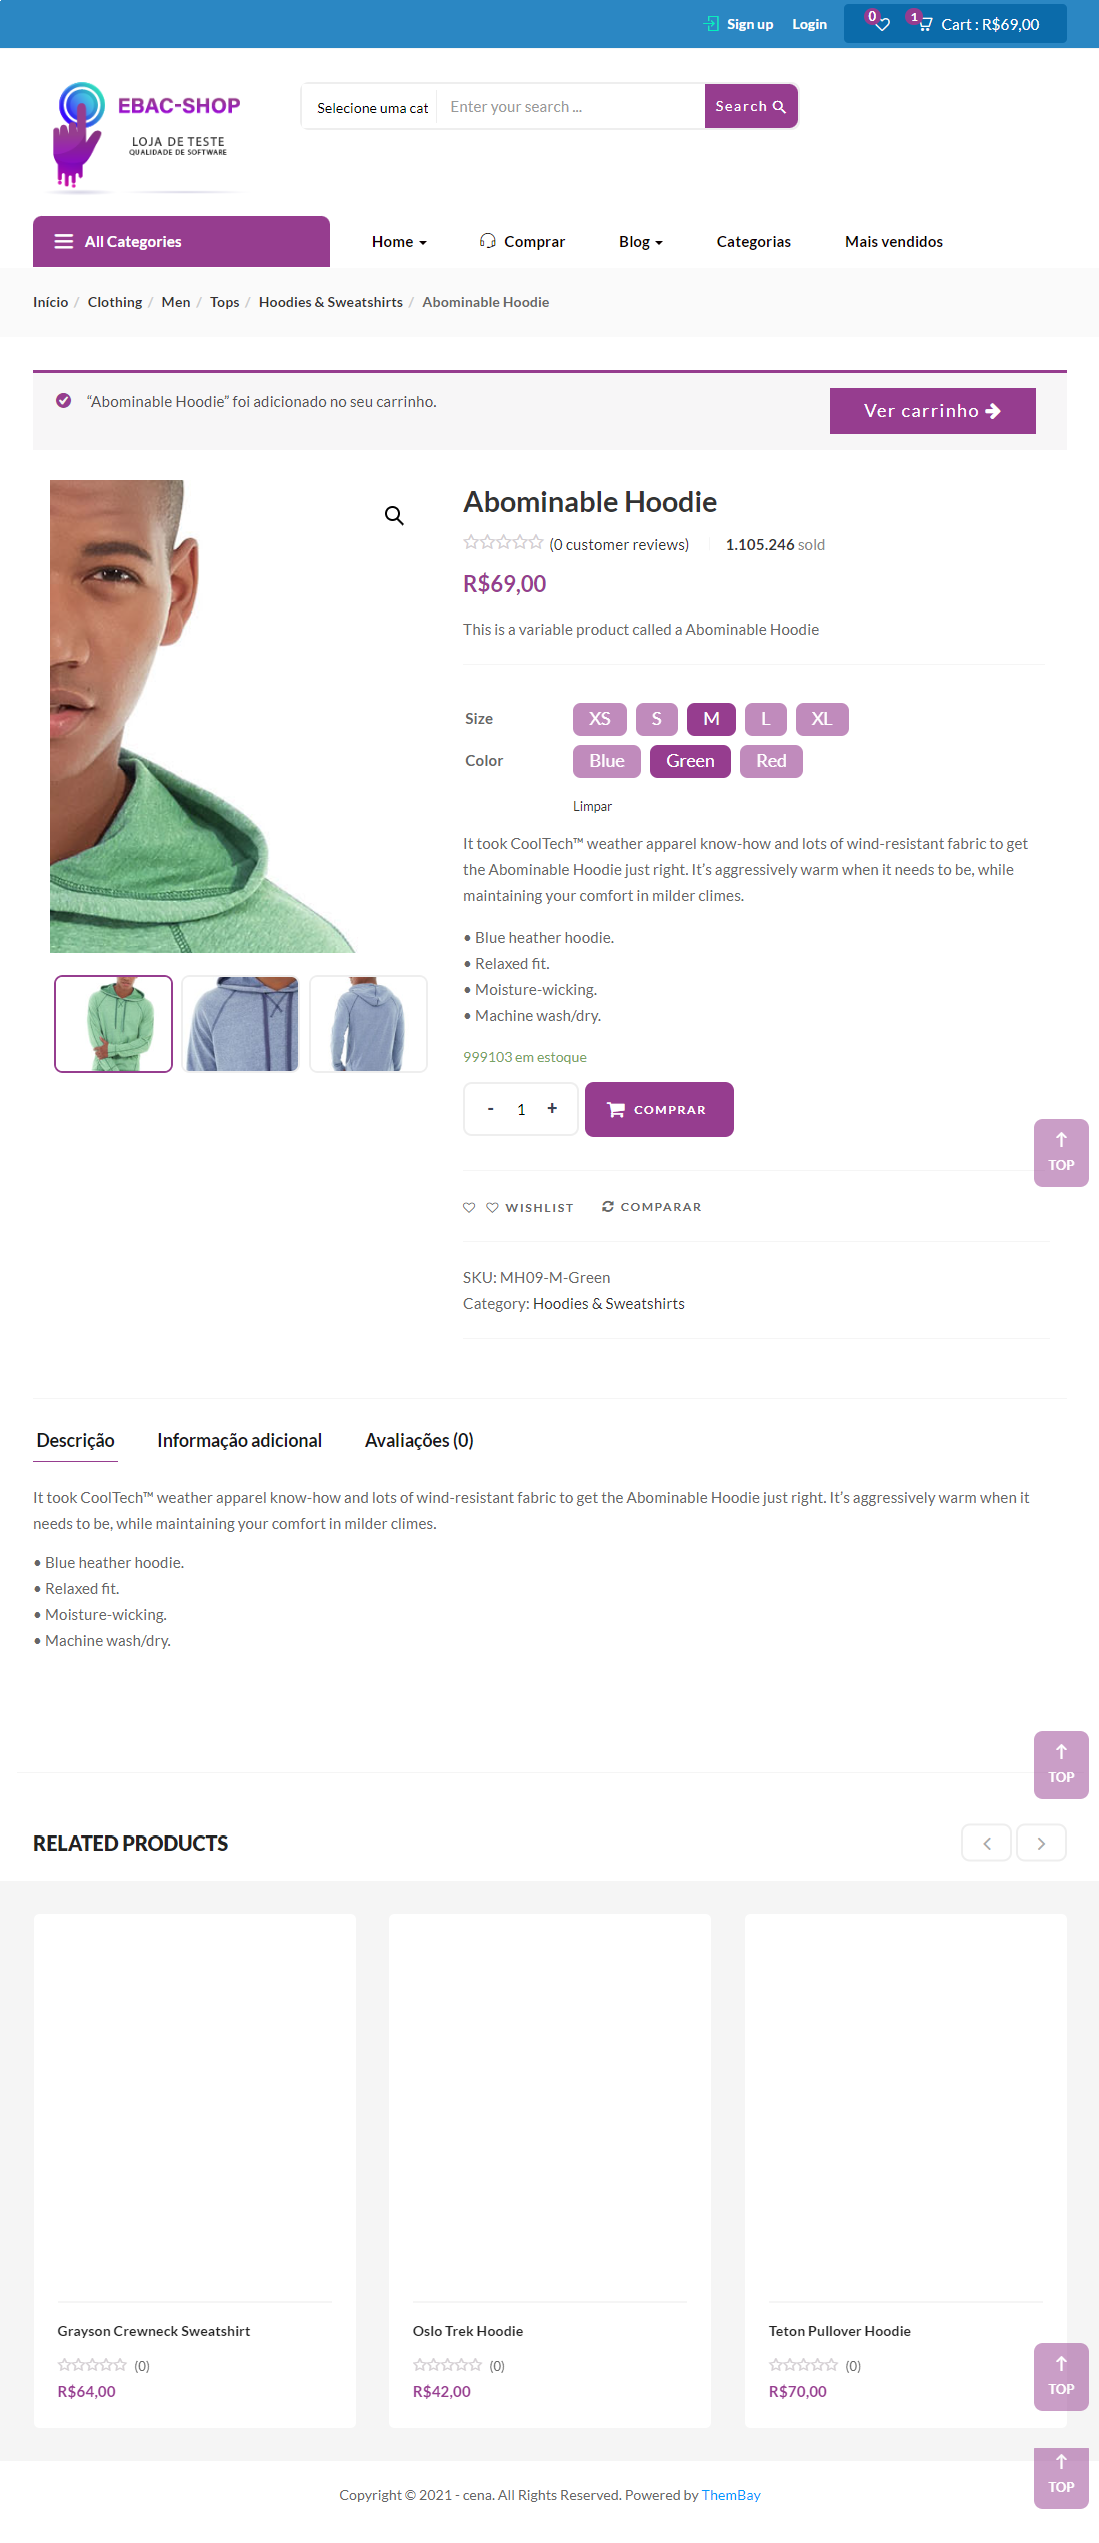 Sign up Login 0 1 Cart : R$69,00
EBAC-SHOP
LOJA DE TESTE
QUALIDADE DE SOFTWARE
Selecione uma cat Enter your search ... Search
All Categories Home Comprar Blog Categorias Mais vendidos
Início / Clothing / Men / Tops / Hoodies & Sweatshirts / Abominable Hoodie
“Abominable Hoodie” foi adicionado no seu carrinho. Ver carrinho
Abominable Hoodie
(0 customer reviews) 1.105.246 sold
R$69,00
This is a variable product called a Abominable Hoodie
Size XS S M L XL
Color Blue Green Red
Limpar
It took CoolTech™ weather apparel know-how and lots of wind-resistant fabric to get
the Abominable Hoodie just right. It’s aggressively warm when it needs to be, while
maintaining your comfort in milder climes.
• Blue heather hoodie.
• Relaxed fit.
• Moisture-wicking.
• Machine wash/dry.
999103 em estoque
- 1 + COMPRAR
TOP
WISHLIST COMPARAR
SKU: MH09-M-Green
Category: Hoodies & Sweatshirts
Descrição Informação adicional Avaliações (0)
It took CoolTech™ weather apparel know-how and lots of wind-resistant fabric to get the Abominable Hoodie just right. It’s aggressively warm when it
needs to be, while maintaining your comfort in milder climes.
• Blue heather hoodie.
• Relaxed fit.
• Moisture-wicking.
• Machine wash/dry.
TOP
RELATED PRODUCTS
Grayson Crewneck Sweatshirt Oslo Trek Hoodie Teton Pullover Hoodie
(0) (0) (0)
R$64,00 R$42,00 R$70,00
TOP
TOP
Copyright © 2021 - cena. All Rights Reserved. Powered by ThemBay